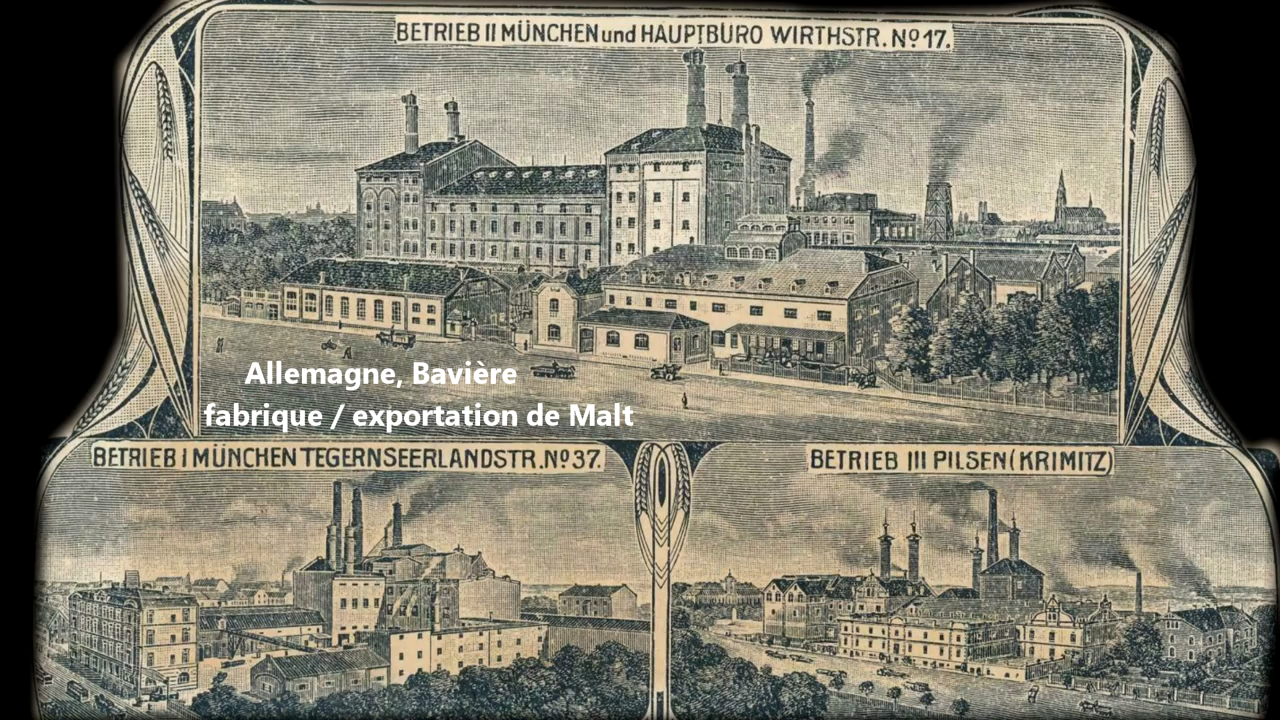 BETRIEB II MÜNCHEN und HAUPTBÜRO WIRTHSTR. Nº 17.
Allemagne, Bavière
fabrique / exportation de Malt
BETRIEB I MÜNCHEN TEGERNSEERLANDSTR. Nº 37.
BETRIEB III PILSEN (KRIMITZ)